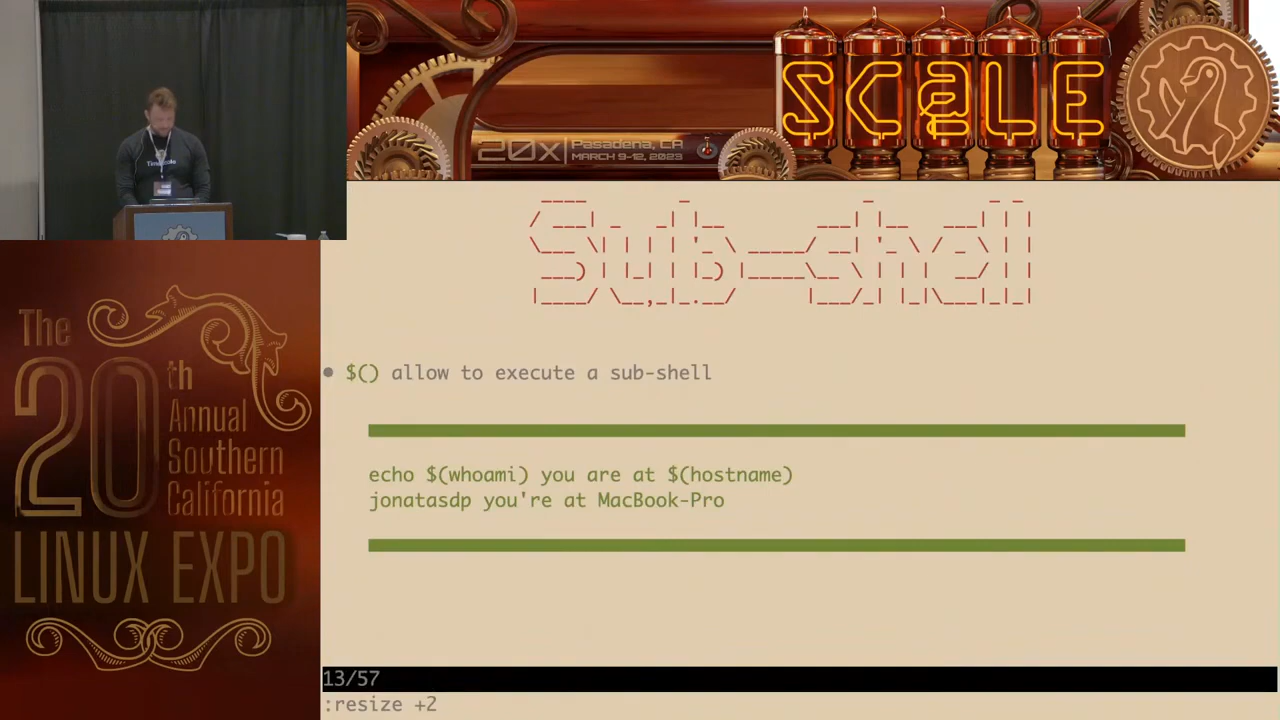 SCaLE
20x
Pasadena, CA
MARCH 9-12, 2023
Sub-shell
• $() allow to execute a sub-shell
echo $(whoami) you are at $(hostname)
jonatasdp you're at MacBook-Pro
13/57
:resize +2
The
20th
Annual
Southern
California
LINUX EXPO